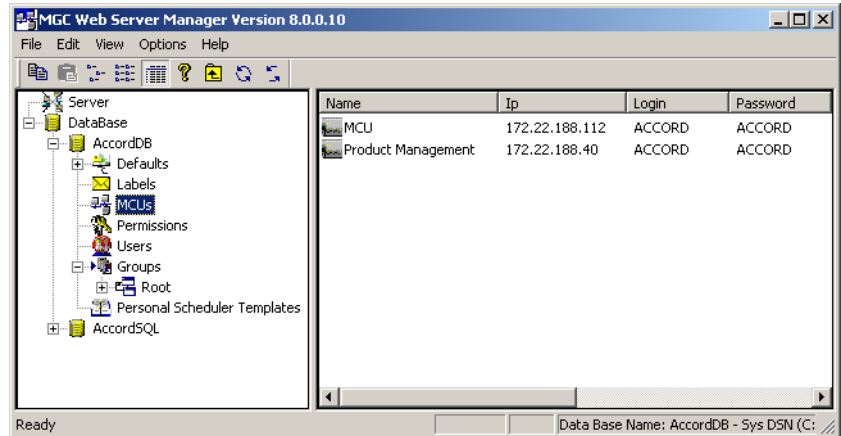 MGC Web Server Manager Version 8.0.0.10
File Edit View Options Help
Server
DataBase
AccordDB
Defaults
Labels
MCUs
Permissions
Users
Groups
Root
Personal Scheduler Templates
AccordSQL
Name Ip Login Password
MCU 172.22.188.112 ACCORD ACCORD
Product Management 172.22.188.40 ACCORD ACCORD
Ready
Data Base Name: AccordDB - Sys DSN (C: